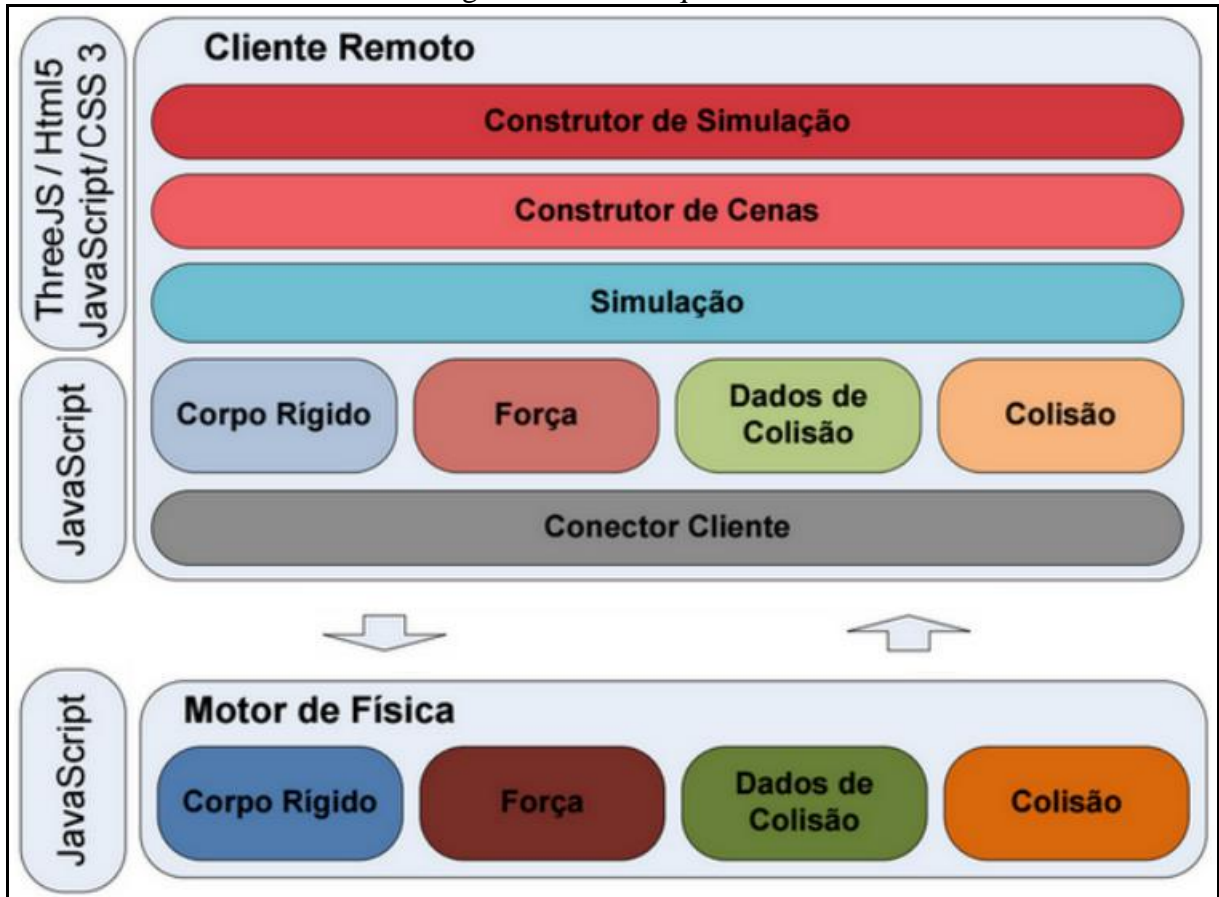 Cliente Remoto
ThreeJS / Html5
JavaScript/CSS 3
Construtor de Simulação
Construtor de Cenas
Simulação
JavaScript
Corpo Rígido
Força
Dados de
Colisão
Colisão
Conector Cliente
JavaScript
Motor de Física
Corpo Rígido
Força
Dados de
Colisão
Colisão